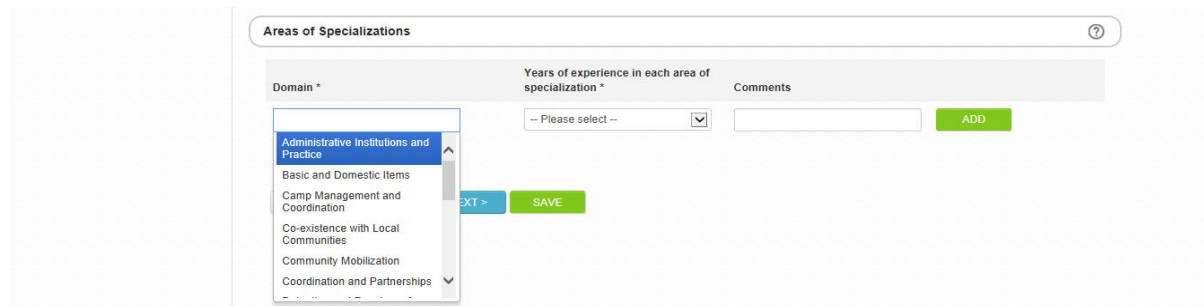 Areas of Specializations
?
Domain *
Years of experience in each area of
specialization *
Comments
-- Please select --
ADD
Administrative Institutions and
Practice
Basic and Domestic Items
Camp Management and
Coordination
EXT >
SAVE
Co-existence with Local
Communities
Community Mobilization
Coordination and Partnerships